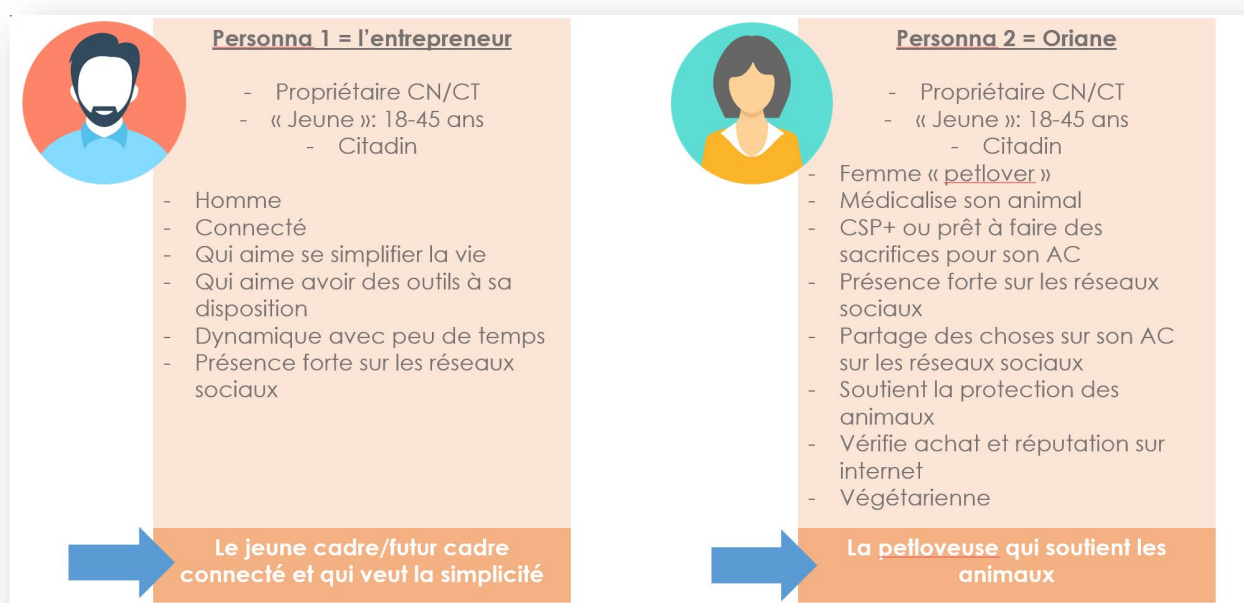 Personna 1 = l'entrepreneur
- Propriétaire CN/CT
- « Jeune »: 18-45 ans
- Citadin
- Homme
- Connecté
- Qui aime se simplifier la vie
- Qui aime avoir des outils à sa
disposition
- Dynamique avec peu de temps
- Présence forte sur les réseaux
sociaux
Le jeune cadre/futur cadre
connecté et qui veut la simplicité
Personna 2 = Oriane
- Propriétaire CN/CT
- « Jeune »: 18-45 ans
- Citadin
- Femme « petlover »
- Médicalise son animal
- CSP+ ou prêt à faire des
sacrifices pour son AC
- Présence forte sur les réseaux
sociaux
- Partage des choses sur son AC
sur les réseaux sociaux
- Soutient la protection des
animaux
- Vérifie achat et réputation sur
internet
- Végétarienne
La petloveuse qui soutient les
animaux